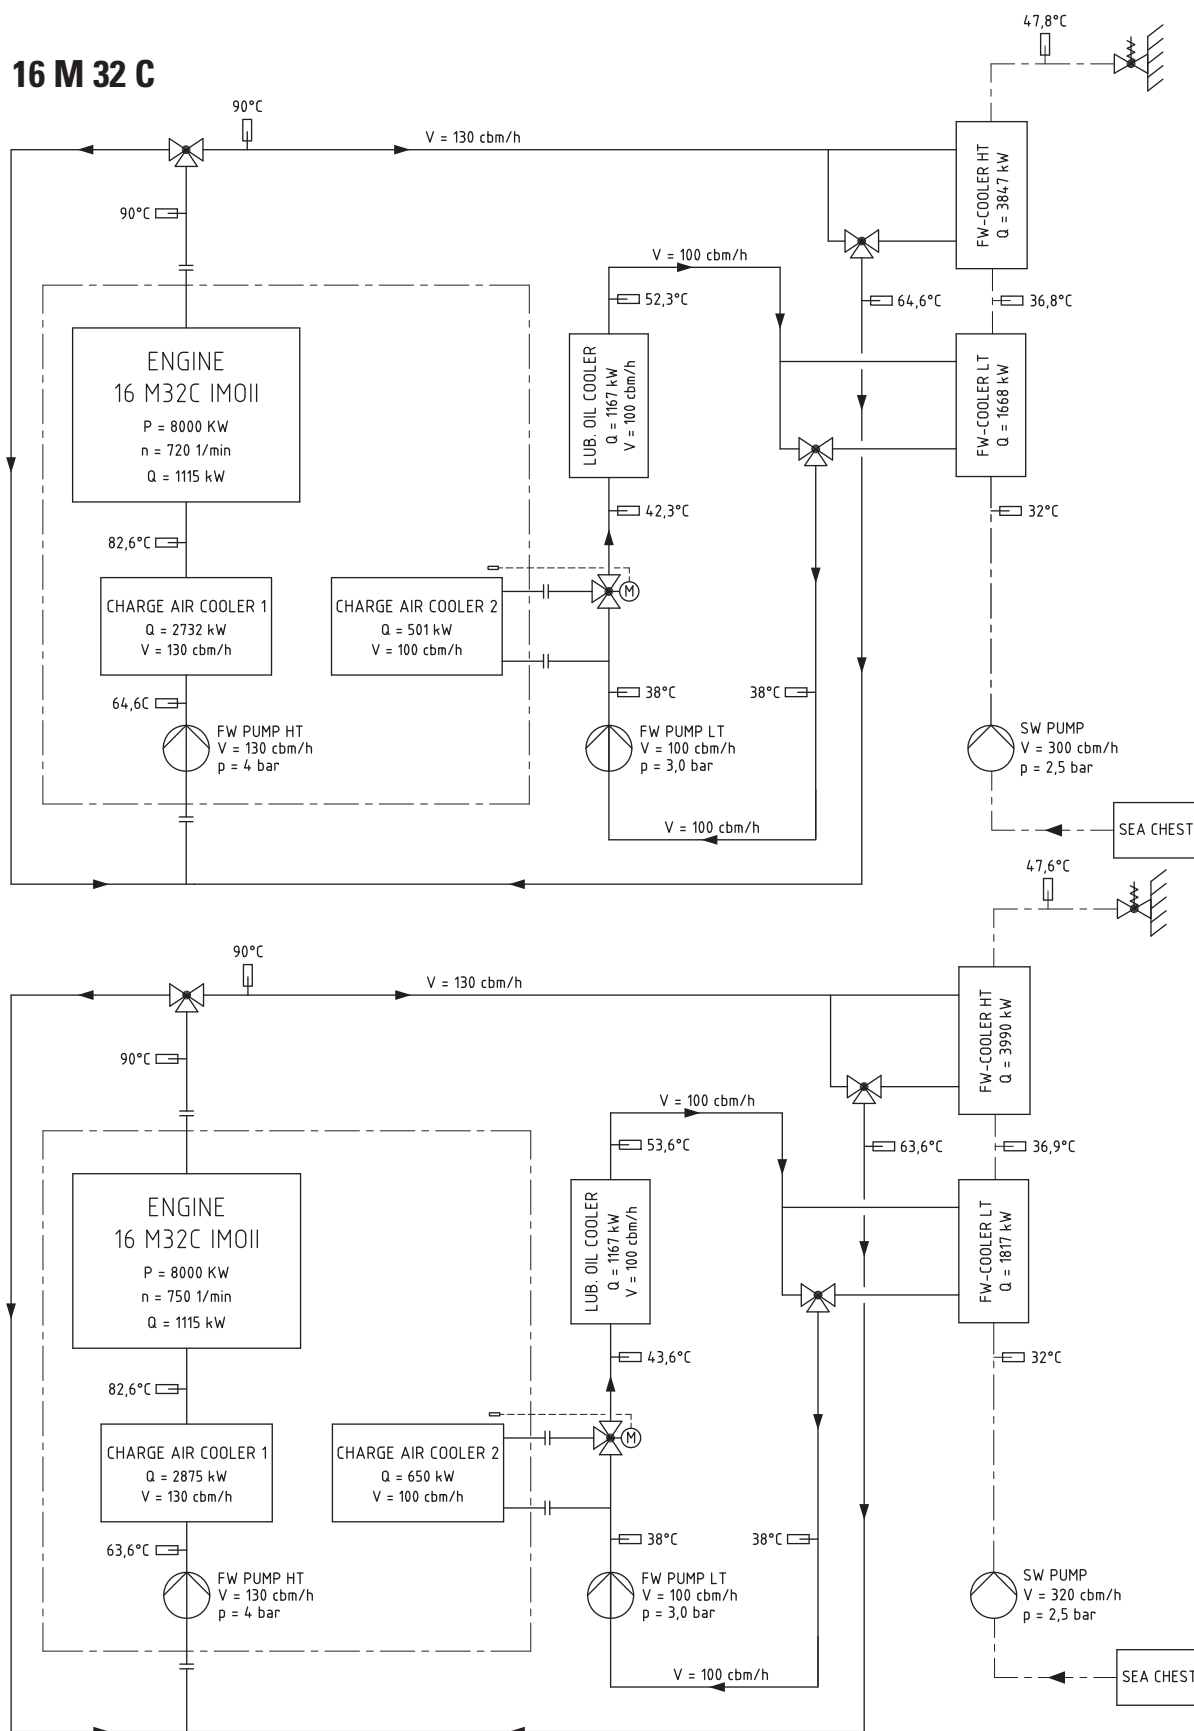 47,8°C
16 M 32 C
90°C
V = 130 cbm/h
FW-COOLER HT
Q = 3847 kW
90°C
V = 100 cbm/h
52,3°C
64,6°C
36,8°C
ENGINE
16 M32C IMOII
P = 8000 KW
n = 720 1/min
Q = 1115 kW
LUB. OIL COOLER
Q = 1167 kW
V = 100 cbm/h
FW-COOLER LT
Q = 1668 kW
82,6°C
42,3°C
32°C
CHARGE AIR COOLER 1
Q = 2732 kW
V = 130 cbm/h
CHARGE AIR COOLER 2
Q = 501 kW
V = 100 cbm/h
M
64,6C
38°C
38°C
FW PUMP HT
V = 130 cbm/h
p = 4 bar
FW PUMP LT
V = 100 cbm/h
p = 3,0 bar
SW PUMP
V = 300 cbm/h
p = 2,5 bar
V = 100 cbm/h
SEA CHEST
47,6°C
90°C
V = 130 cbm/h
FW-COOLER HT
Q = 3990 kW
90°C
V = 100 cbm/h
53,6°C
63,6°C
36,9°C
ENGINE
16 M32C IMOII
P = 8000 KW
n = 750 1/min
Q = 1115 kW
LUB. OIL COOLER
Q = 1167 kW
V = 100 cbm/h
FW-COOLER LT
Q = 1817 kW
82,6°C
43,6°C
32°C
CHARGE AIR COOLER 1
Q = 2875 kW
V = 130 cbm/h
CHARGE AIR COOLER 2
Q = 650 kW
V = 100 cbm/h
M
63,6°C
38°C
38°C
FW PUMP HT
V = 130 cbm/h
p = 4 bar
FW PUMP LT
V = 100 cbm/h
p = 3,0 bar
SW PUMP
V = 320 cbm/h
p = 2,5 bar
V = 100 cbm/h
SEA CHEST